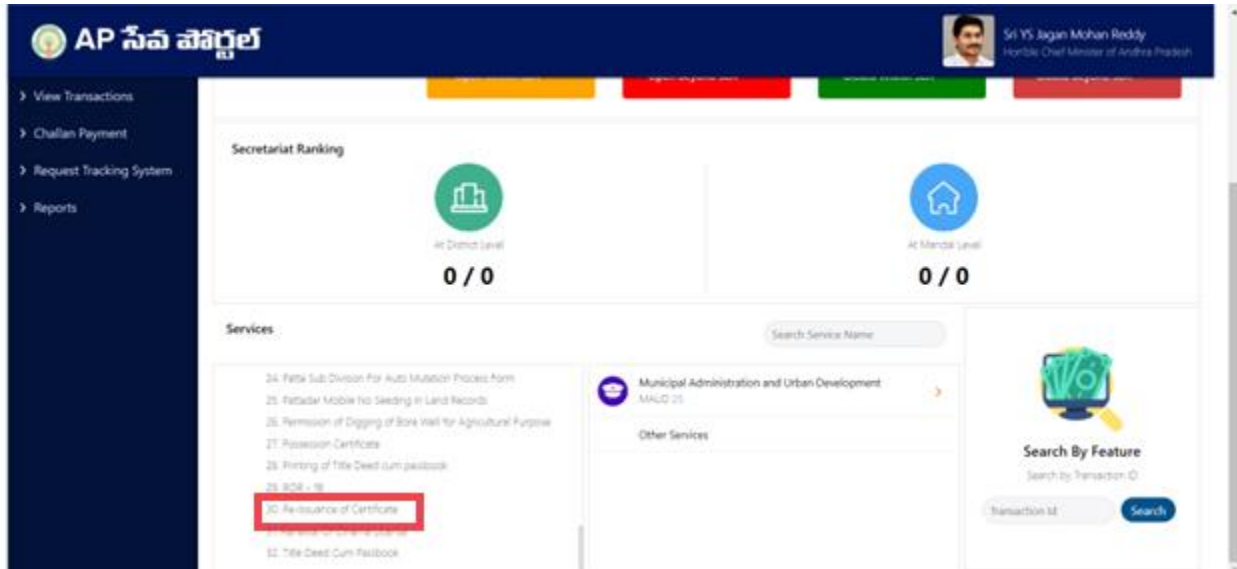 AP సేవ పోర్టల్
Sri YS Jagan Mohan Reddy
Hon'ble Chief Minister of Andhra Pradesh
View Transactions
Challan Payment
Request Tracking System
Reports
Secretariat Ranking
At District Level
0 / 0
At Mandal Level
0 / 0
Services
Search Service Name
24. Patta Sub Division For Auto Mutation Process Form
25. Pattadar Mobile No Seeding in Land Records
26. Permission of Digging of Bore Well for Agricultural Purpose
27. Possession Certificate
28. Printing of Title Deed cum passbook
29. ROR - 1B
30. Re-Issuance of Certificate
32. Title Deed Cum Passbook
Municipal Administration and Urban Development
MAUD 25
Other Services
Search By Feature
Search by Transaction ID
Transaction Id
Search